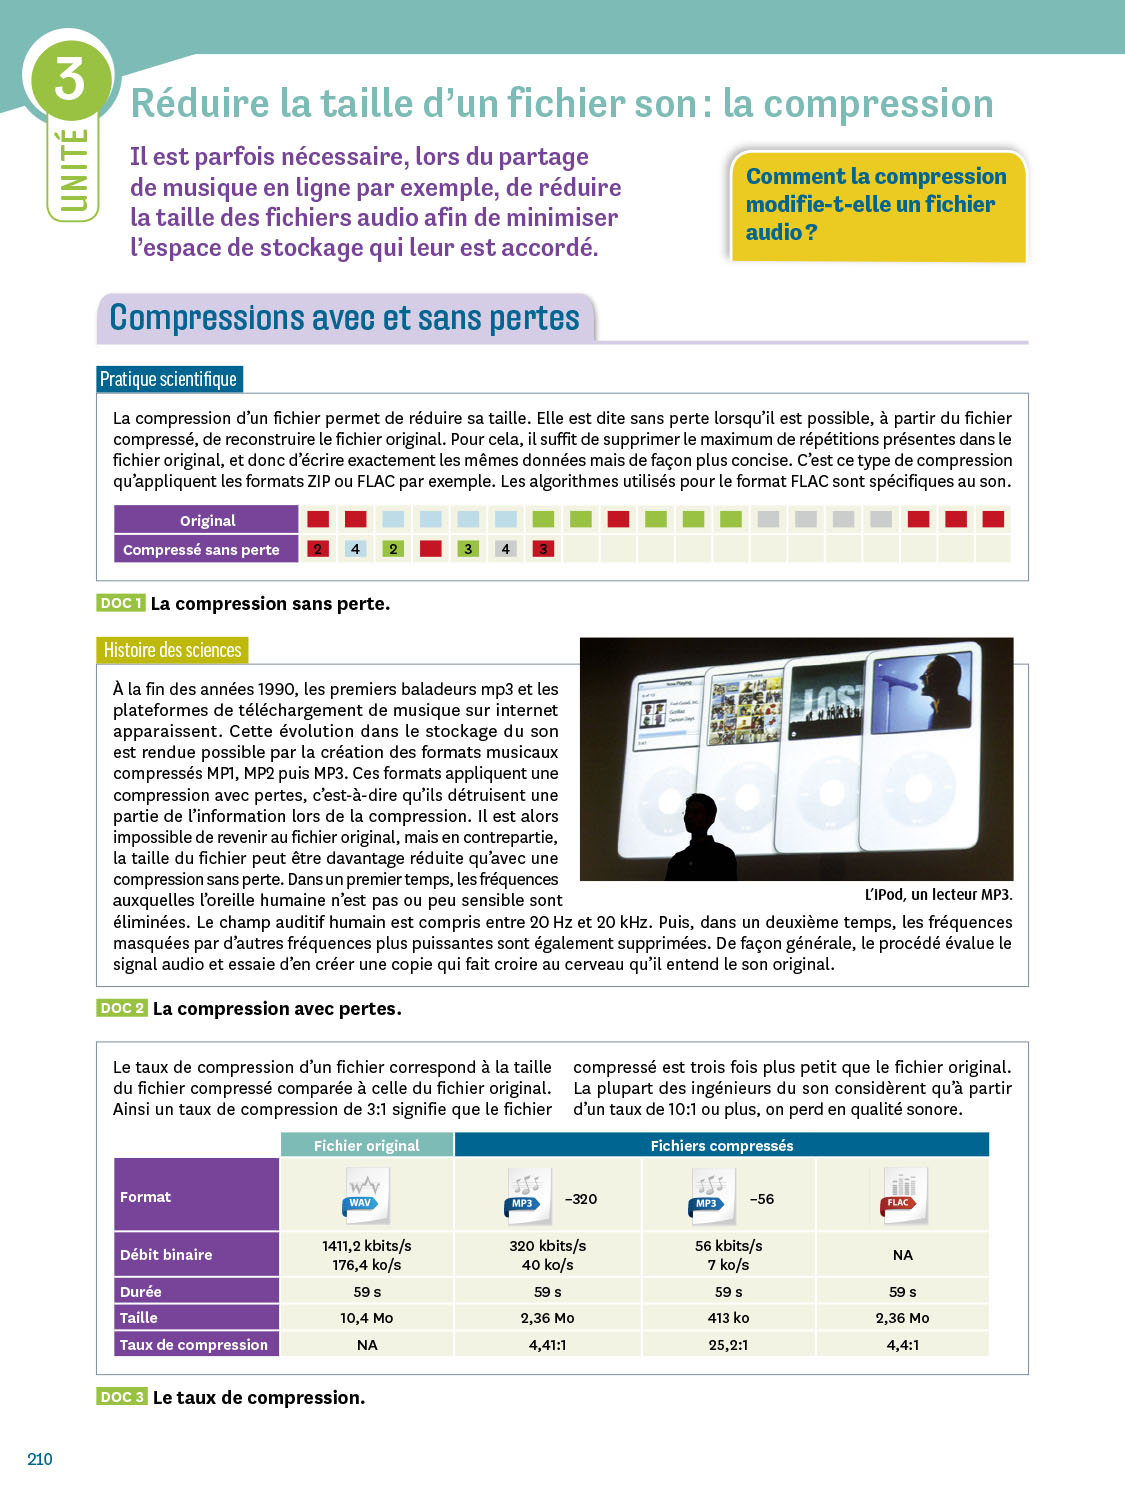 3
UNITÉ
Réduire la taille d'un fichier son : la compression
Il est parfois nécessaire, lors du partage
de musique en ligne par exemple, de réduire
la taille des fichiers audio afin de minimiser
l'espace de stockage qui leur est accordé.
Comment la compression
modifie-t-elle un fichier
audio ?
Compressions avec et sans pertes
Pratique scientifique
La compression d'un fichier permet de réduire sa taille. Elle est dite sans perte lorsqu'il est possible, à partir du fichier
compressé, de reconstruire le fichier original. Pour cela, il suffit de supprimer le maximum de répétitions présentes dans le
fichier original, et donc d'écrire exactement les mêmes données mais de façon plus concise. C'est ce type de compression
qu'appliquent les formats ZIP ou FLAC par exemple. Les algorithmes utilisés pour le format FLAC sont spécifiques au son.
Original
Compressé sans perte 2 4 2 3 4 3
DOC 1 La compression sans perte.
Histoire des sciences
À la fin des années 1990, les premiers baladeurs mp3 et les
plateformes de téléchargement de musique sur internet
apparaissent. Cette évolution dans le stockage du son
est rendue possible par la création des formats musicaux
compressés MP1, MP2 puis MP3. Ces formats appliquent une
compression avec pertes, c'est-à-dire qu'ils détruisent une
partie de l'information lors de la compression. Il est alors
impossible de revenir au fichier original, mais en contrepartie,
la taille du fichier peut être davantage réduite qu'avec une
compression sans perte. Dans un premier temps, les fréquences
auxquelles l'oreille humaine n'est pas ou peu sensible sont
éliminées. Le champ auditif humain est compris entre 20 Hz et 20 kHz. Puis, dans un deuxième temps, les fréquences
masquées par d'autres fréquences plus puissantes sont également supprimées. De façon générale, le procédé évalue le
signal audio et essaie d'en créer une copie qui fait croire au cerveau qu'il entend le son original.
Now Playing
Photos
LOST
L'iPod, un lecteur MP3.
DOC 2 La compression avec pertes.
Le taux de compression d'un fichier correspond à la taille
du fichier compressé comparée à celle du fichier original.
Ainsi un taux de compression de 3:1 signifie que le fichier
compressé est trois fois plus petit que le fichier original.
La plupart des ingénieurs du son considèrent qu'à partir
d'un taux de 10:1 ou plus, on perd en qualité sonore.
Fichier original Fichiers compressés
Format WAV MP3 –320 MP3 –56 FLAC
Débit binaire 1411,2 kbits/s 320 kbits/s 56 kbits/s NA
176,4 ko/s 40 ko/s 7 ko/s
Durée 59 s 59 s 59 s 59 s
Taille 10,4 Mo 2,36 Mo 413 ko 2,36 Mo
Taux de compression NA 4,41:1 25,2:1 4,4:1
DOC 3 Le taux de compression.
210